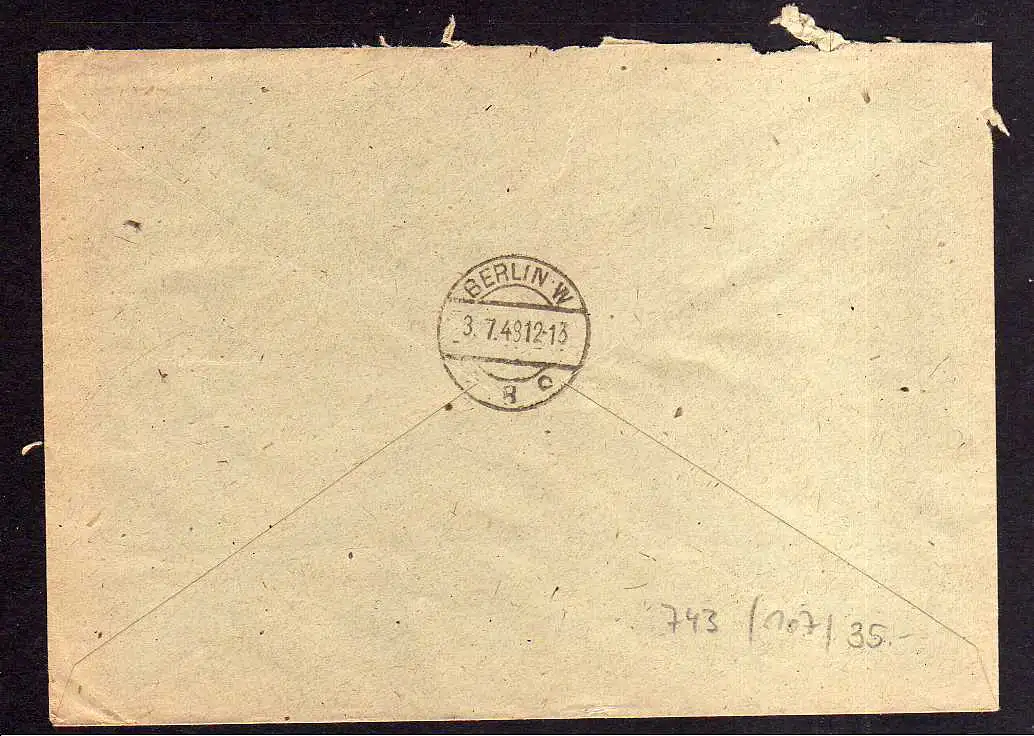 BERLIN W
3. 7.48 12-13
8 c
743 /107/ 35.-